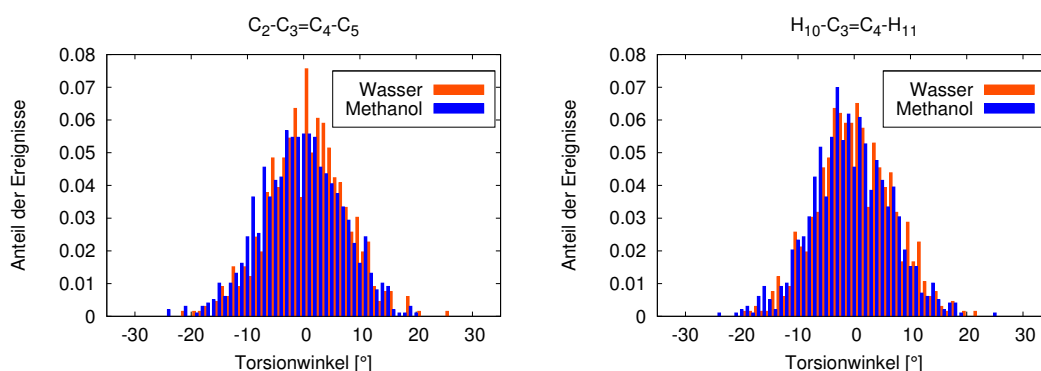 C₂-C₃=C₄-C₅
0.08
0.07
0.06
0.05
0.04
0.03
0.02
0.01
0
Anteil der Ereignisse
Wasser
Methanol
-30 -20 -10 0 10 20 30
Torsionwinkel [°]
H₁₀-C₃=C₄-H₁₁
0.08
0.07
0.06
0.05
0.04
0.03
0.02
0.01
0
Anteil der Ereignisse
Wasser
Methanol
-30 -20 -10 0 10 20 30
Torsionwinkel [°]